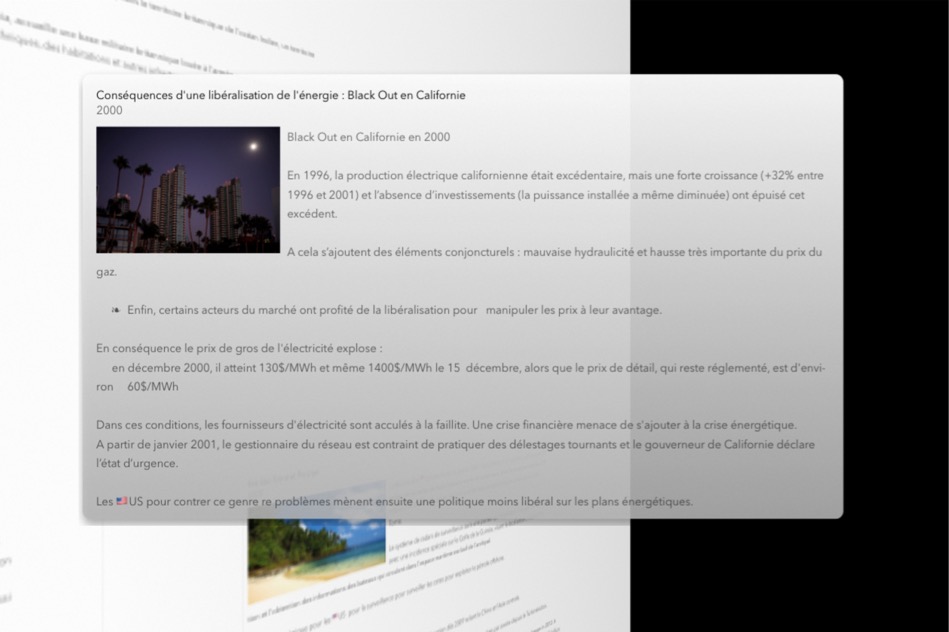 Conséquences d'une libéralisation de l'énergie : Black Out en Californie
2000
Black Out en Californie en 2000
En 1996, la production électrique californienne était excédentaire, mais une forte croissance (+32% entre
1996 et 2001) et l'absence d'investissements (la puissance installée a même diminuée) ont épuisé cet
excédent.
A cela s'ajoutent des éléments conjoncturels : mauvaise hydraulicité et hausse très importante du prix du
gaz.
❧ Enfin, certains acteurs du marché ont profité de la libéralisation pour manipuler les prix à leur avantage.
En conséquence le prix de gros de l'électricité explose :
en décembre 2000, il atteint 130$/MWh et même 1400$/MWh le 15 décembre, alors que le prix de détail, qui reste réglementé, est d'envi-
ron 60$/MWh
Dans ces conditions, les fournisseurs d'électricité sont acculés à la faillite. Une crise financière menace de s'ajouter à la crise énergétique.
A partir de janvier 2001, le gestionnaire du réseau est contraint de pratiquer des délestages tournants et le gouverneur de Californie déclare
l'état d'urgence.
Les 🇺🇸US pour contrer ce genre re problèmes mènent ensuite une politique moins libéral sur les plans énergétiques.